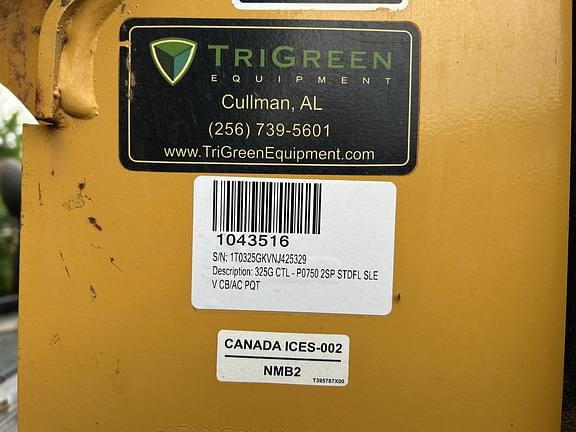 TRIGREEN
EQUIPMENT
Cullman, AL
(256) 739-5601
www.TriGreenEquipment.com
1043516
S/N: 1T0325GKVNJ425329
Description: 325G CTL - P0750 2SP STDFL SLE
V CB/AC PQT
CANADA ICES-002
NMB2
T395787X00